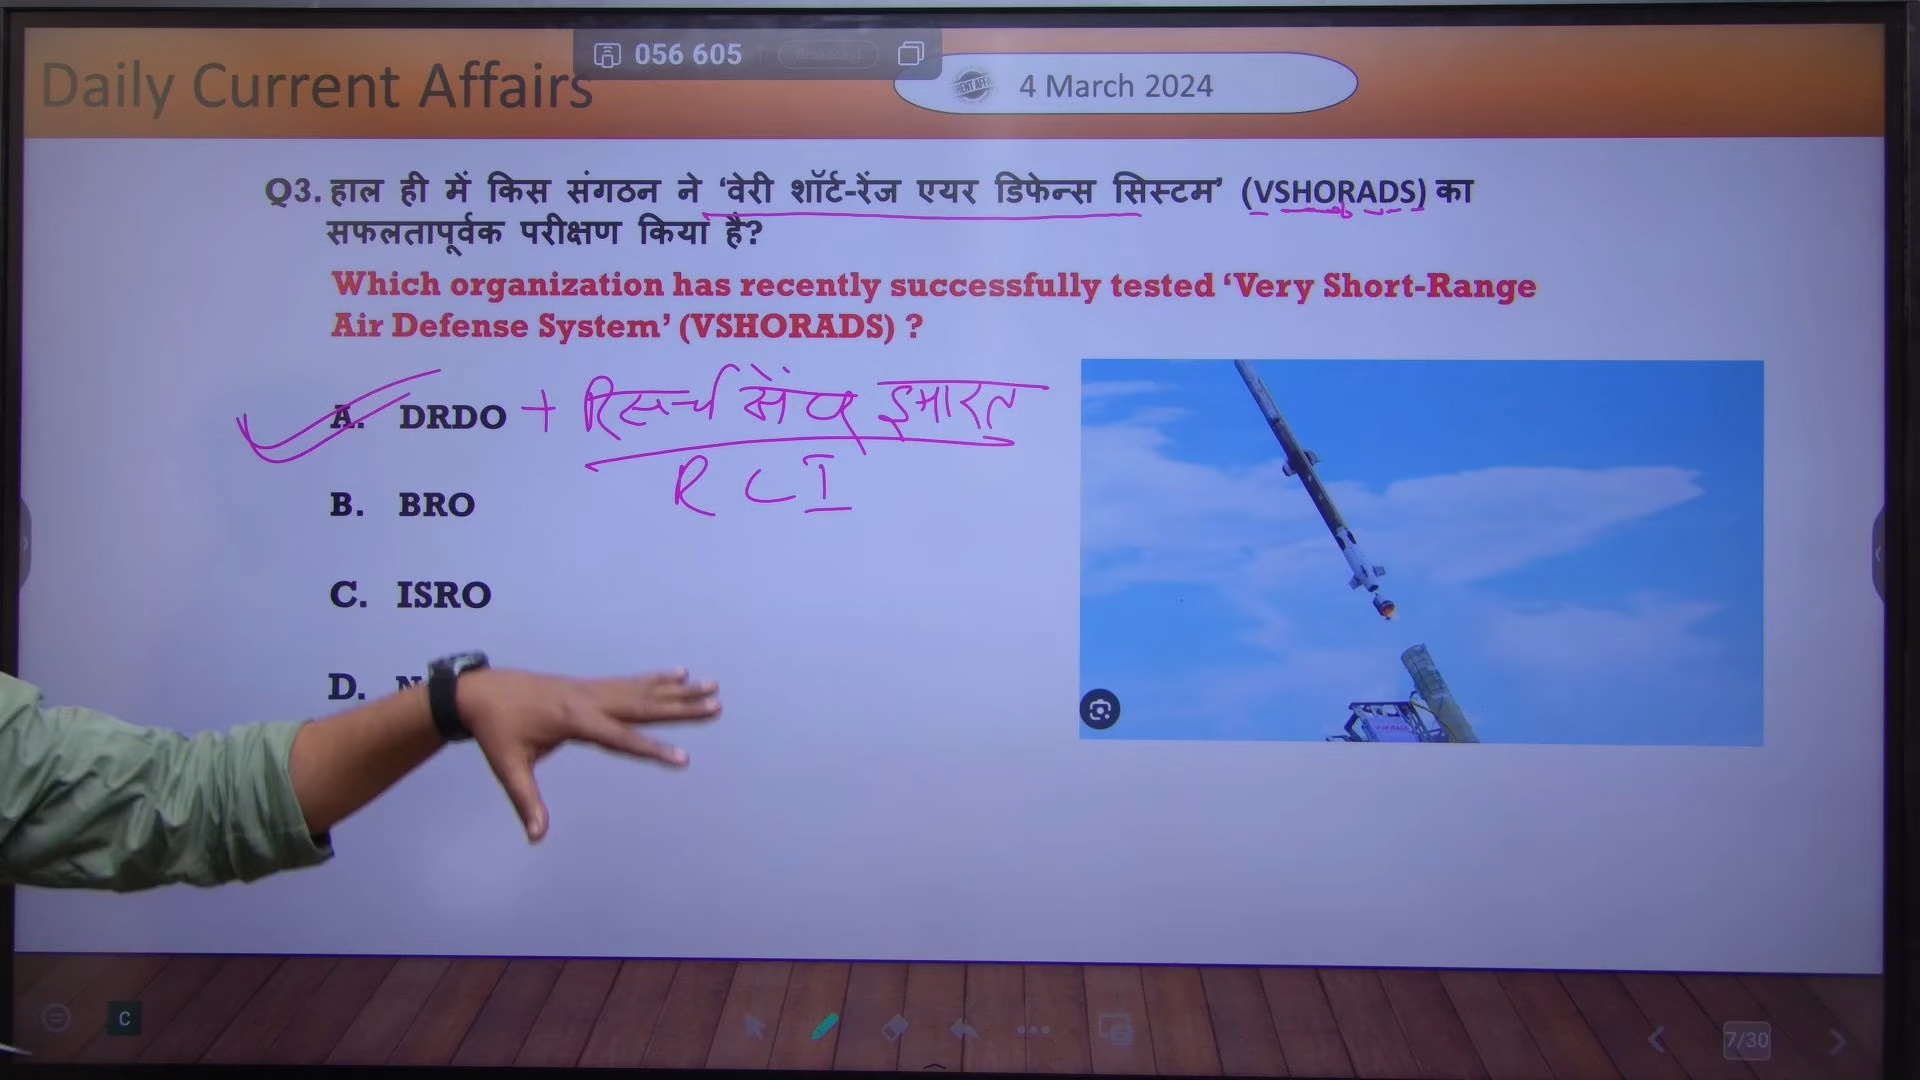 056 605
Daily Current Affairs
4 March 2024
Q3. हाल ही में किस संगठन ने ‘वेरी शॉर्ट-रेंज एयर डिफेन्स सिस्टम’ (VSHORADS) का
सफलतापूर्वक परीक्षण किया है?
Which organization has recently successfully tested ‘Very Short-Range
Air Defense System’ (VSHORADS) ?
A. DRDO + रिसर्च सेंटर इमारत
RCI
B. BRO
C. ISRO
D.
C
7/30